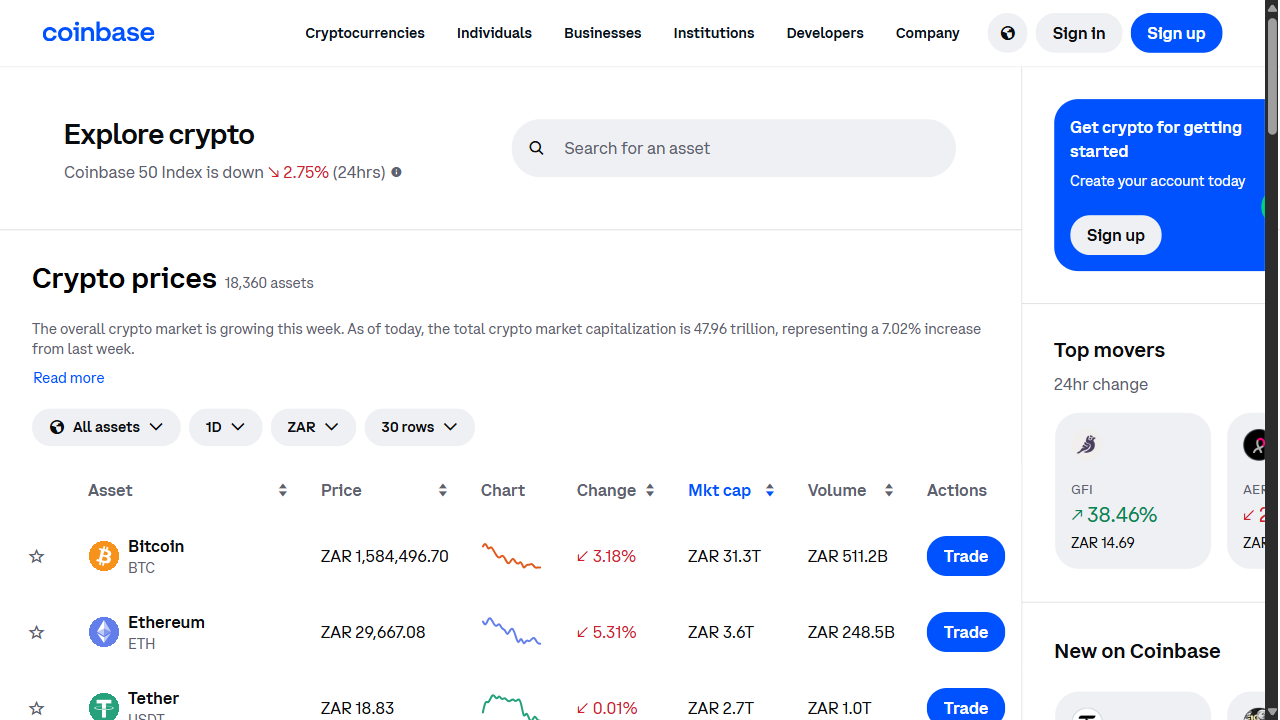 coinbase
Cryptocurrencies
Individuals
Businesses
Institutions
Developers
Company
Sign in
Sign up
Explore crypto
Coinbase 50 Index is down ↘ 2.75% (24hrs)
Search for an asset
Get crypto for getting
started
Create your account today
Sign up
Crypto prices 18,360 assets
The overall crypto market is growing this week. As of today, the total crypto market capitalization is 47.96 trillion, representing a 7.02% increase
from last week.
Read more
All assets
1D
ZAR
30 rows
Asset Price Chart Change Mkt cap Volume Actions
Bitcoin
BTC
ZAR 1,584,496.70 ↙ 3.18% ZAR 31.3T ZAR 511.2B Trade
Ethereum
ETH
ZAR 29,667.08 ↙ 5.31% ZAR 3.6T ZAR 248.5B Trade
Tether
USDT
ZAR 18.83 ↙ 0.01% ZAR 2.7T ZAR 1.0T Trade
Top movers
24hr change
GFI
↗ 38.46%
ZAR 14.69
AER
↙ 2
ZAR
New on Coinbase